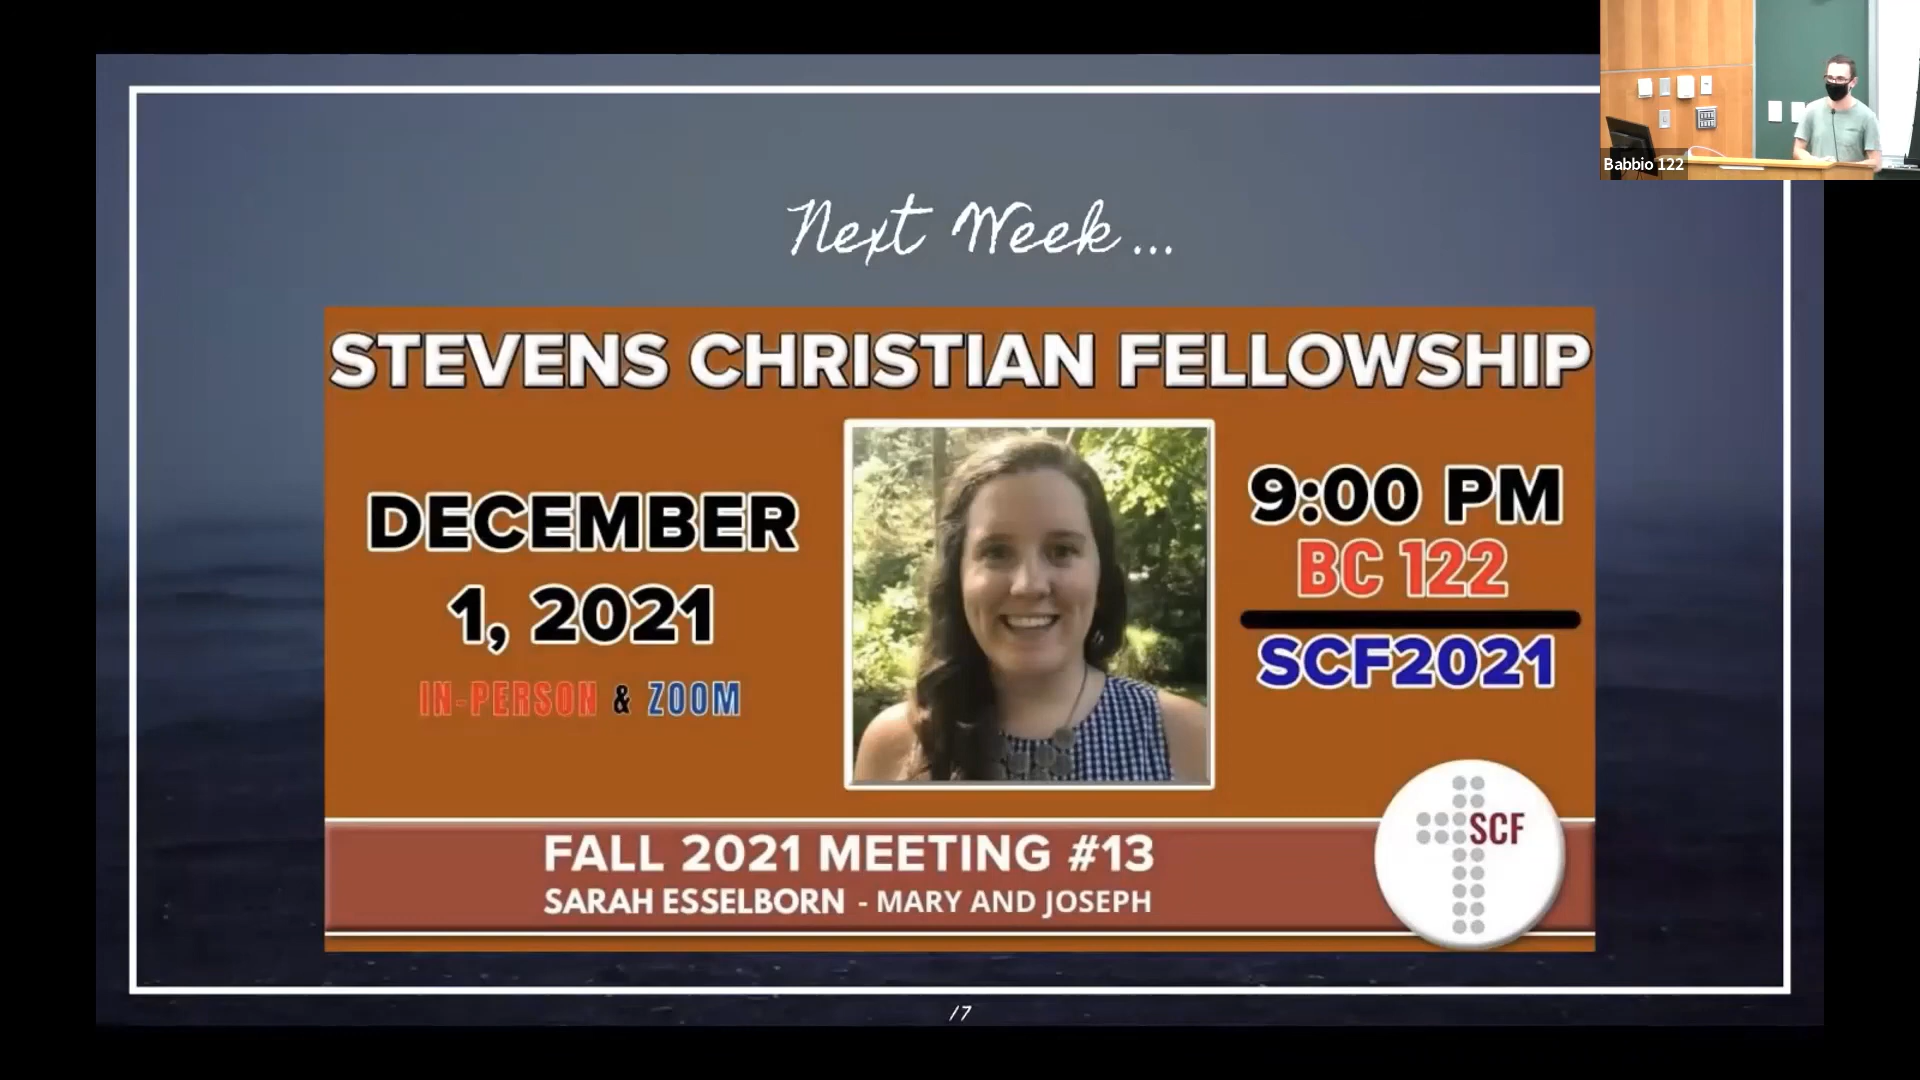 Babbio 122
Next Week...
STEVENS CHRISTIAN FELLOWSHIP
DECEMBER
1, 2021
IN-PERSON & ZOOM
9:00 PM
BC 122
SCF2021
FALL 2021 MEETING #13
SARAH ESSELBORN - MARY AND JOSEPH
SCF
17